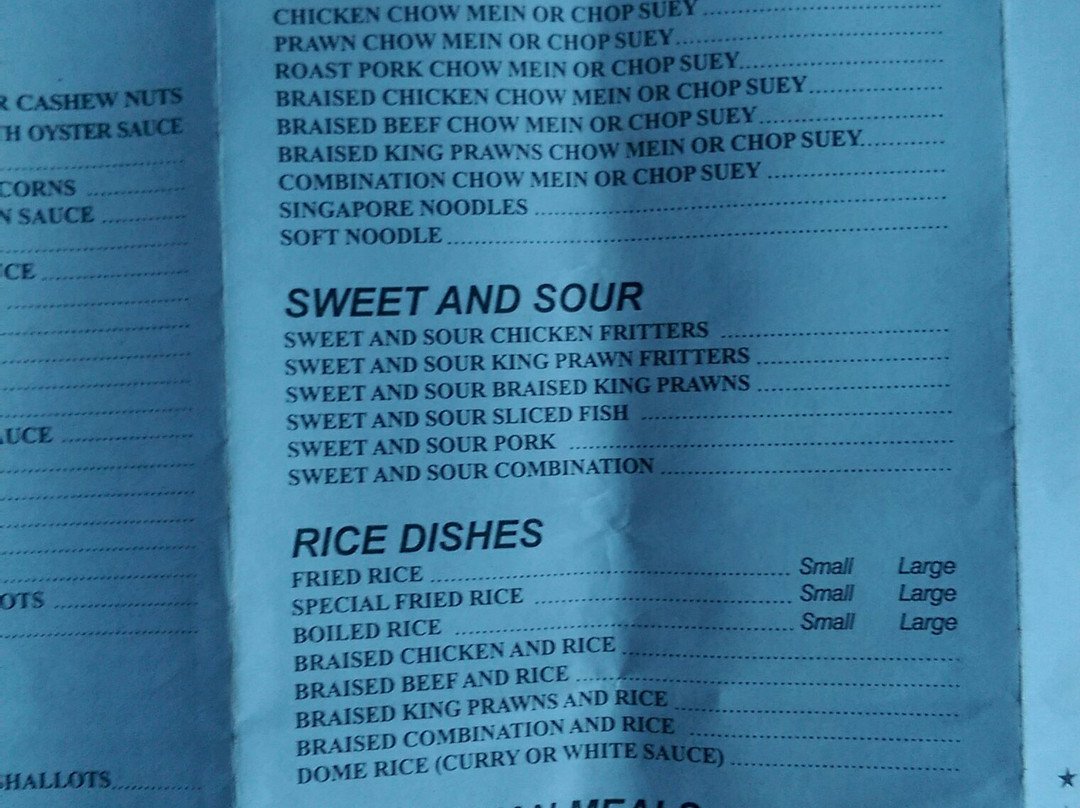 R CASHEW NUTS
TH OYSTER SAUCE
CORNS
N SAUCE
CE
AUCE
OTS
SHALLOTS
CHICKEN CHOW MEIN OR CHOP SUEY
PRAWN CHOW MEIN OR CHOP SUEY
ROAST PORK CHOW MEIN OR CHOP SUEY
BRAISED CHICKEN CHOW MEIN OR CHOP SUEY
BRAISED BEEF CHOW MEIN OR CHOP SUEY
BRAISED KING PRAWNS CHOW MEIN OR CHOP SUEY
COMBINATION CHOW MEIN OR CHOP SUEY
SINGAPORE NOODLES
SOFT NOODLE
SWEET AND SOUR
SWEET AND SOUR CHICKEN FRITTERS
SWEET AND SOUR KING PRAWN FRITTERS
SWEET AND SOUR BRAISED KING PRAWNS
SWEET AND SOUR SLICED FISH
SWEET AND SOUR PORK
SWEET AND SOUR COMBINATION
RICE DISHES
FRIED RICE Small Large
SPECIAL FRIED RICE Small Large
BOILED RICE Small Large
BRAISED CHICKEN AND RICE
BRAISED BEEF AND RICE
BRAISED KING PRAWNS AND RICE
BRAISED COMBINATION AND RICE
DOME RICE (CURRY OR WHITE SAUCE)
MEALS